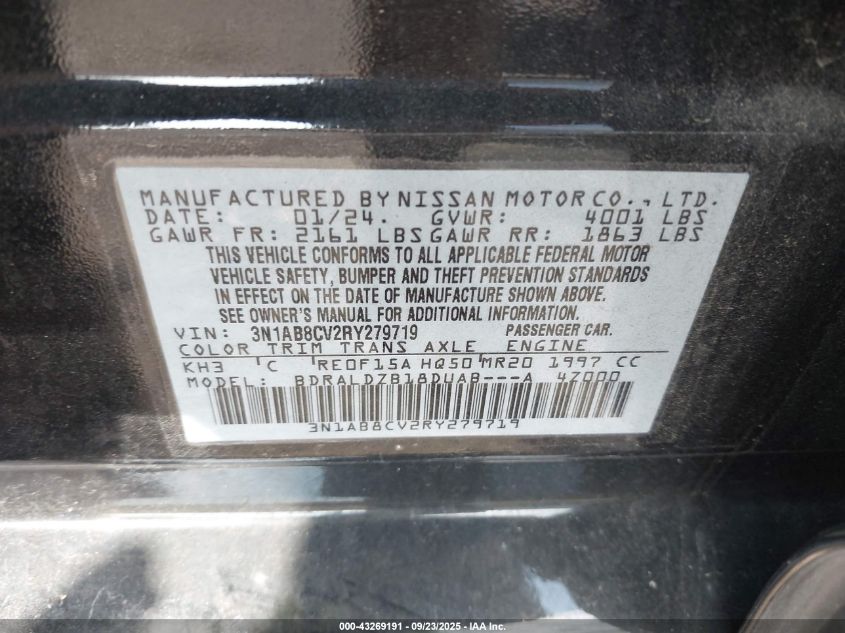 MANUFACTURED BY NISSAN MOTOR CO., LTD.
DATE: 01/24. GVWR: 4001 LBS
GAWR FR: 2161 LBS GAWR RR: 1863 LBS
THIS VEHICLE CONFORMS TO ALL APPLICABLE FEDERAL MOTOR
VEHICLE SAFETY, BUMPER AND THEFT PREVENTION STANDARDS
IN EFFECT ON THE DATE OF MANUFACTURE SHOWN ABOVE.
SEE OWNER'S MANUAL FOR ADDITIONAL INFORMATION.
VIN: 3N1AB8CV2RY279719 PASSENGER CAR.
COLOR TRIM TRANS AXLE ENGINE
KH3 C RE0F15A HQ50 MR20 1997 CC
MODEL: BDRALDZB18DUAB---A 4Z000
3N1AB8CV2RY279719
000-43269191 - 09/23/2025 - IAA Inc.